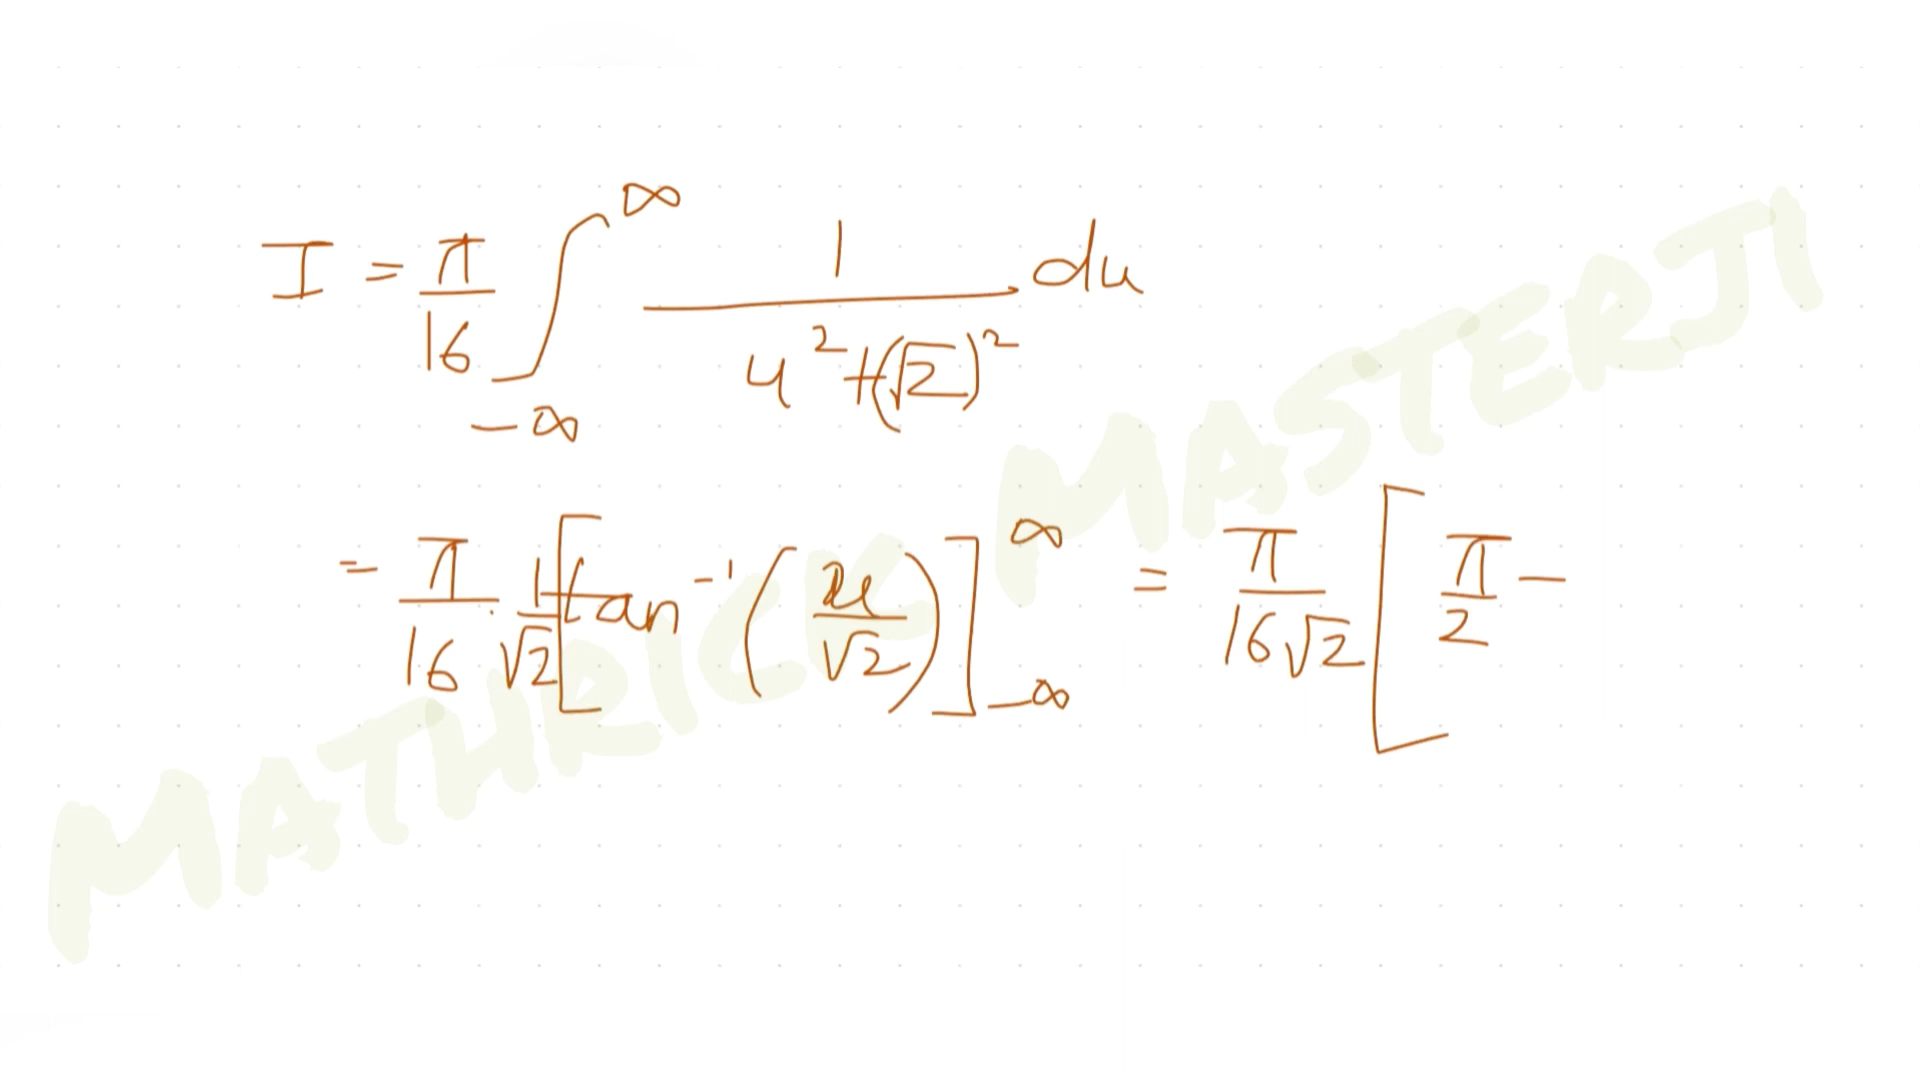 I = π/16 ∫_{-∞}^{∞} 1/(u² + (√2)²) du
= π/16 · 1/√2 [tan⁻¹(u/√2)]_{-∞}^{∞} = π/(16√2) [π/2 −
MATHRICK MASTERJI